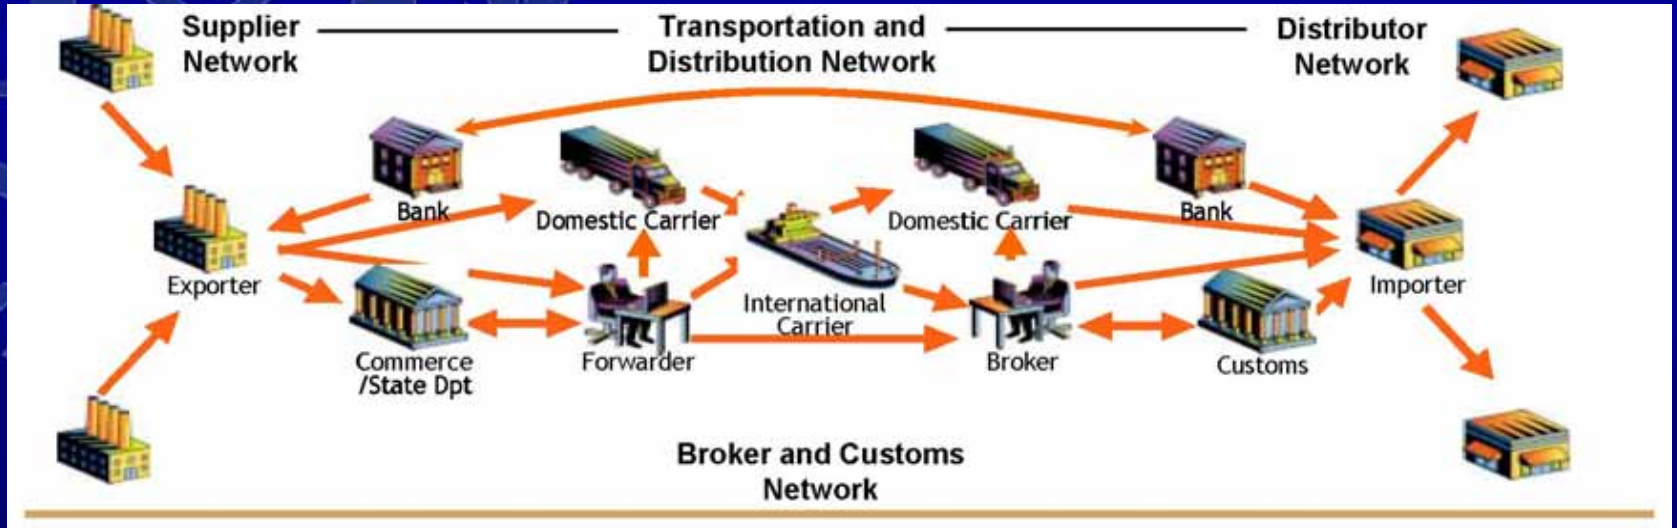 Supplier
Network
Transportation and
Distribution Network
Distributor
Network
Bank
Domestic Carrier
Domestic Carrier
Bank
Exporter
International
Carrier
Importer
Commerce
/State Dpt
Forwarder
Broker
Customs
Broker and Customs
Network